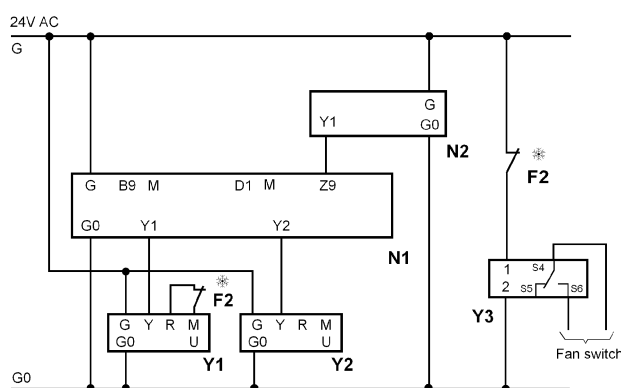 24V AC
G
G
Y1
G0
N2
F2
G B9 M D1 M Z9
G0 Y1 Y2
N1
1 S4
2 S5 S6
Y3
F2
G Y R M
G0 U
Y1
G Y R M
G0 U
Y2
Fan switch
G0